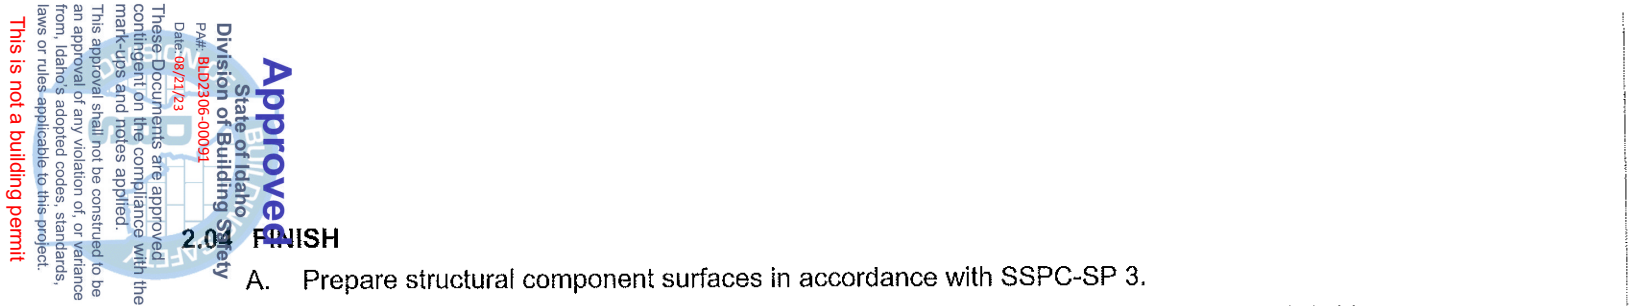 Approved
State of Idaho
Division of Building Safety
PA#: BLD2306-00091
Date: 08/21/23
These Documents are approved
contingent on the compliance with the
mark-ups and notes applied.
This approval shall not be construed to be
an approval of any violation of, or variance
from, Idaho's adopted codes, standards,
laws or rules applicable to this project.
This is not a building permit
2.04 FINISH
A. Prepare structural component surfaces in accordance with SSPC-SP 3.